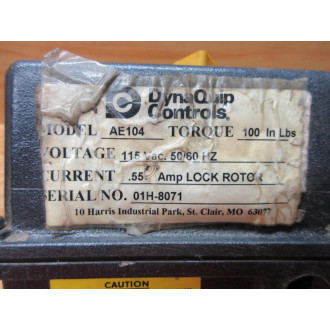 DynaQuip
Controls®
MODEL AE104 TORQUE 100 In Lbs
VOLTAGE 115 Vac. 50/60 HZ
CURRENT .55 Amp LOCK ROTOR
SERIAL NO. 01H-8071
10 Harris Industrial Park, St. Clair, MO 63077
CAUTION